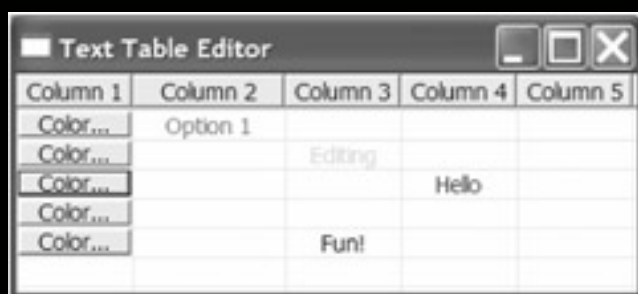 Text Table Editor
Column 1 Column 2 Column 3 Column 4 Column 5
Color... Option 1
Color... Editing
Color... Hello
Color...
Color... Fun!